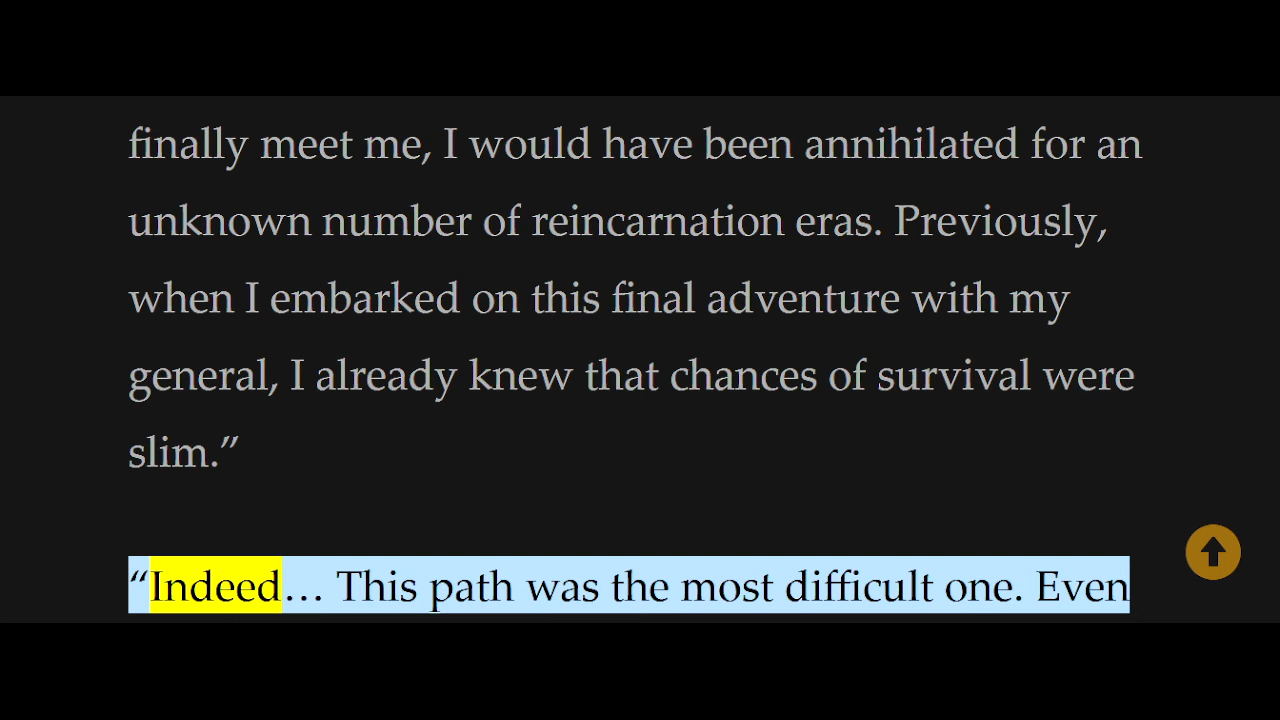 finally meet me, I would have been annihilated for an
unknown number of reincarnation eras. Previously,
when I embarked on this final adventure with my
general, I already knew that chances of survival were
slim.”
“Indeed… This path was the most difficult one. Even